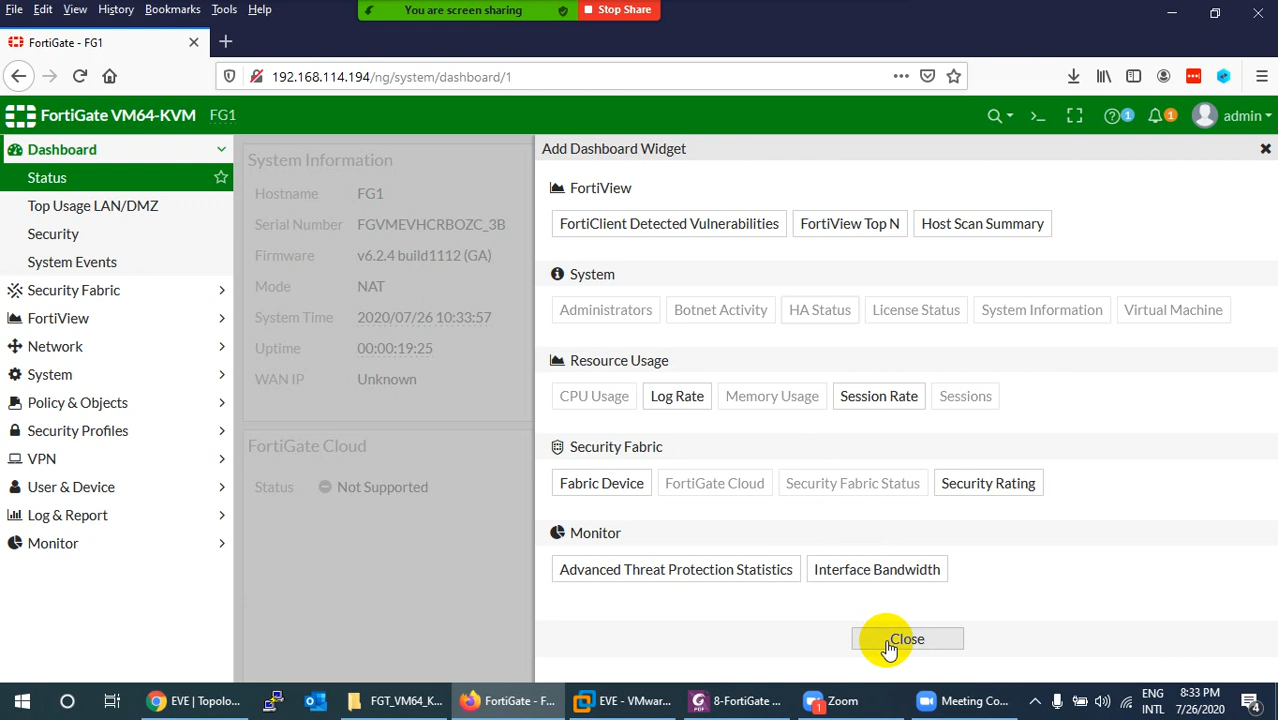 File Edit View History Bookmarks Tools Help
You are screen sharing
Stop Share
FortiGate - FG1
192.168.114.194/ng/system/dashboard/1
FortiGate VM64-KVM FG1
1
1
admin
Dashboard
Status
Top Usage LAN/DMZ
Security
System Events
Security Fabric
FortiView
Network
System
Policy & Objects
Security Profiles
VPN
User & Device
Log & Report
Monitor
System Information
Hostname FG1
Serial Number FGVMEVHCRBOZC_3B
Firmware v6.2.4 build1112 (GA)
Mode NAT
System Time 2020/07/26 10:33:57
Uptime 00:00:19:25
WAN IP Unknown
FortiGate Cloud
Status Not Supported
Add Dashboard Widget
FortiView
FortiClient Detected Vulnerabilities FortiView Top N Host Scan Summary
System
Administrators Botnet Activity HA Status License Status System Information Virtual Machine
Resource Usage
CPU Usage Log Rate Memory Usage Session Rate Sessions
Security Fabric
Fabric Device FortiGate Cloud Security Fabric Status Security Rating
Monitor
Advanced Threat Protection Statistics Interface Bandwidth
Close
EVE | Topolo...
FGT_VM64_K...
FortiGate - F...
EVE - VMwar...
8-FortiGate ...
Zoom
1
Meeting Co...
ENG
INTL
8:33 PM
7/26/2020
4